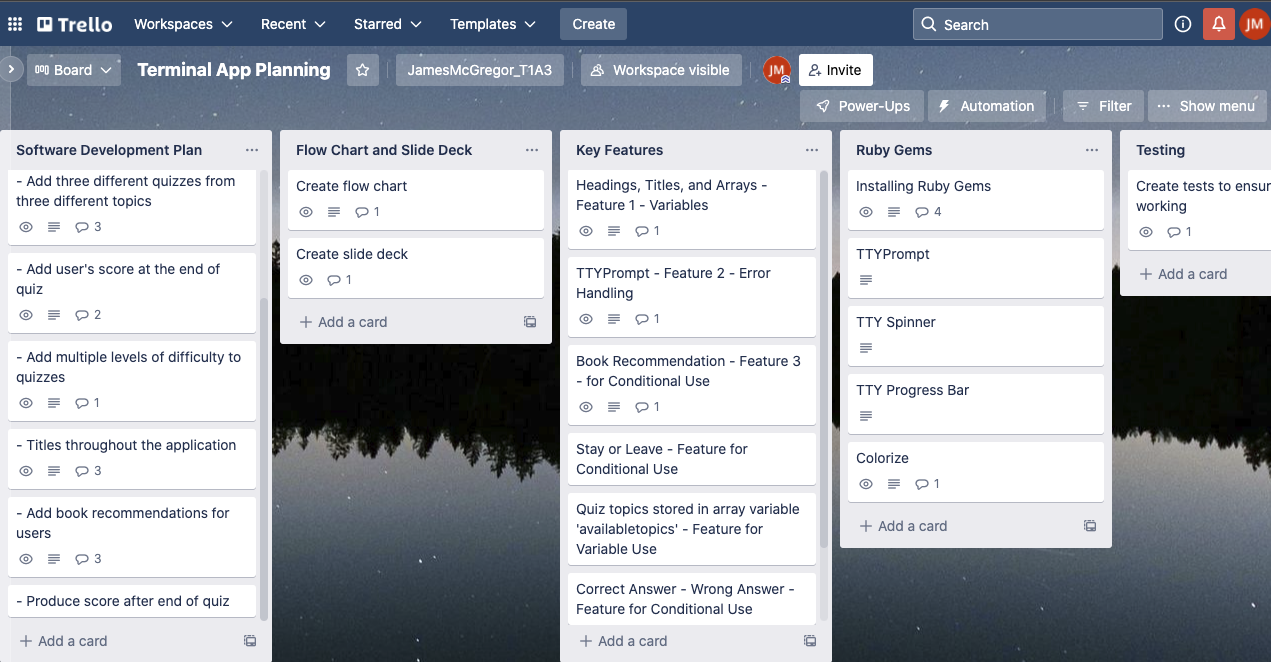 Trello
Workspaces
Recent
Starred
Templates
Create
Search
JM
Board
Terminal App Planning
JamesMcGregor_T1A3
Workspace visible
JM
Invite
Power-Ups
Automation
Filter
Show menu
Software Development Plan
- Add three different quizzes from
three different topics
3
- Add user's score at the end of
quiz
2
- Add multiple levels of difficulty to
quizzes
1
- Titles throughout the application
3
- Add book recommendations for
users
3
- Produce score after end of quiz
+ Add a card
Flow Chart and Slide Deck
Create flow chart
1
Create slide deck
1
+ Add a card
Key Features
Headings, Titles, and Arrays -
Feature 1 - Variables
1
TTYPrompt - Feature 2 - Error
Handling
1
Book Recommendation - Feature 3
- for Conditional Use
1
Stay or Leave - Feature for
Conditional Use
Quiz topics stored in array variable
'availabletopics' - Feature for
Variable Use
Correct Answer - Wrong Answer -
Feature for Conditional Use
+ Add a card
Ruby Gems
Installing Ruby Gems
4
TTYPrompt
TTY Spinner
TTY Progress Bar
Colorize
1
+ Add a card
Testing
Create tests to ensur
working
1
+ Add a card